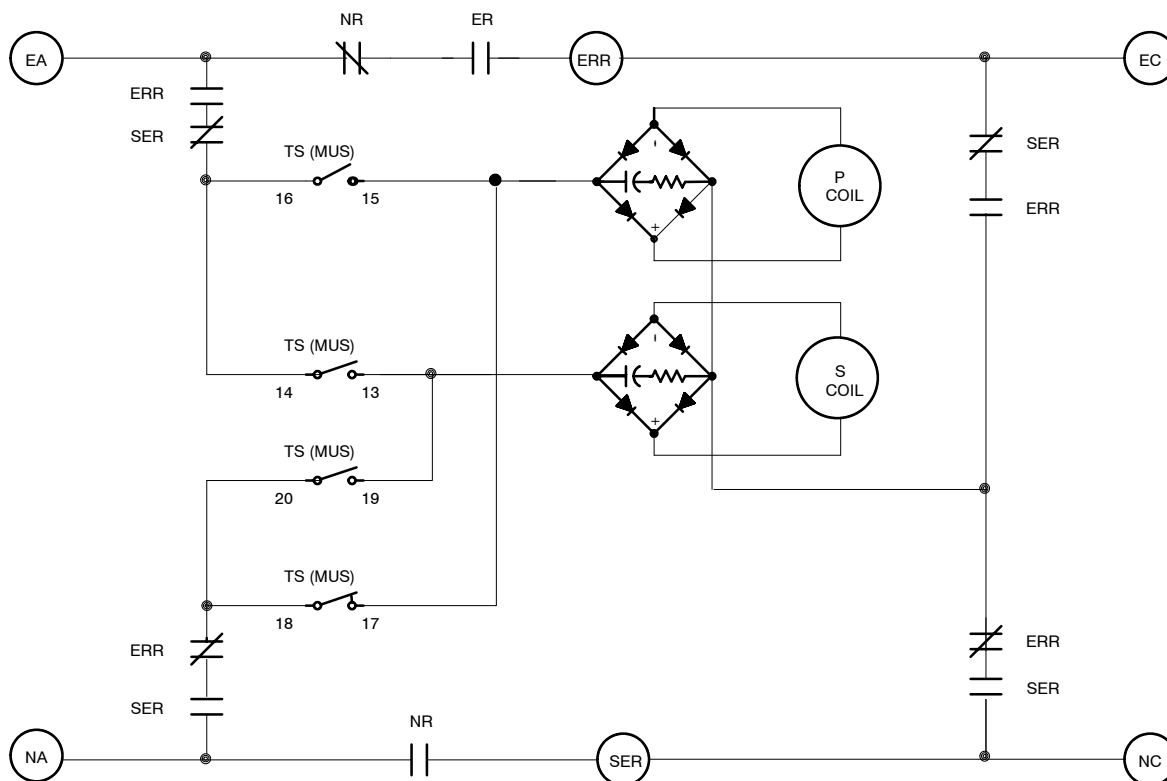 NR
ER
EA
ERR
EC
ERR
SER
TS (MUS)
16
15
-
+
P
COIL
SER
ERR
TS (MUS)
14
13
-
+
S
COIL
TS (MUS)
20
19
TS (MUS)
18
17
ERR
SER
ERR
SER
NR
NA
SER
NC